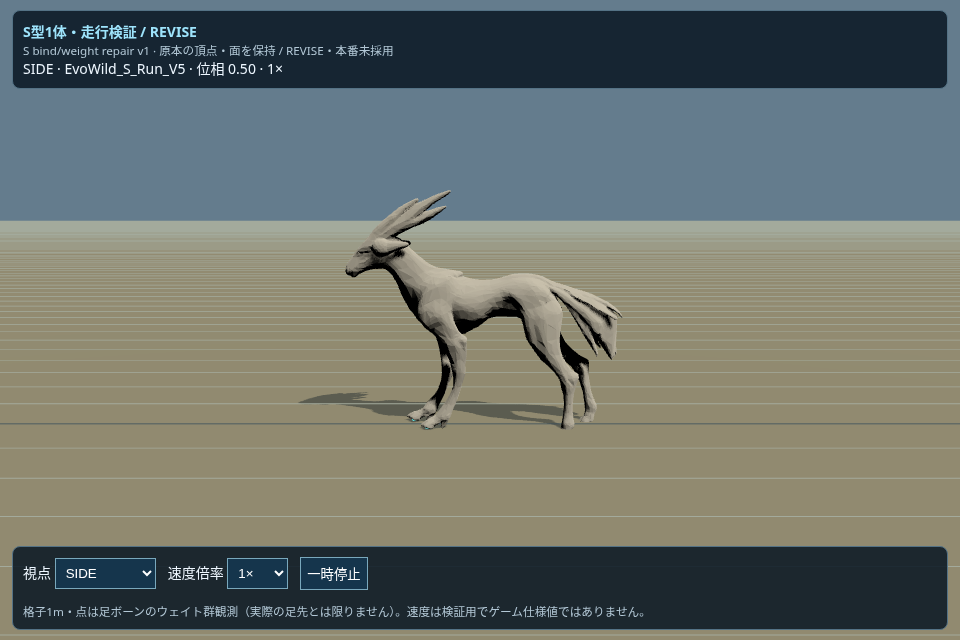 S型1体・走行検証 / REVISE
S bind/weight repair v1 · 原本の頂点・面を保持 / REVISE・本番未採用
SIDE · EvoWild_S_Run_V5 · 位相 0.50 · 1×
視点 SIDE 速度倍率 1× 一時停止
格子1m・点は足ボーンのウェイト群観測（実際の足先とは限りません）。速度は検証用でゲーム仕様値ではありません。